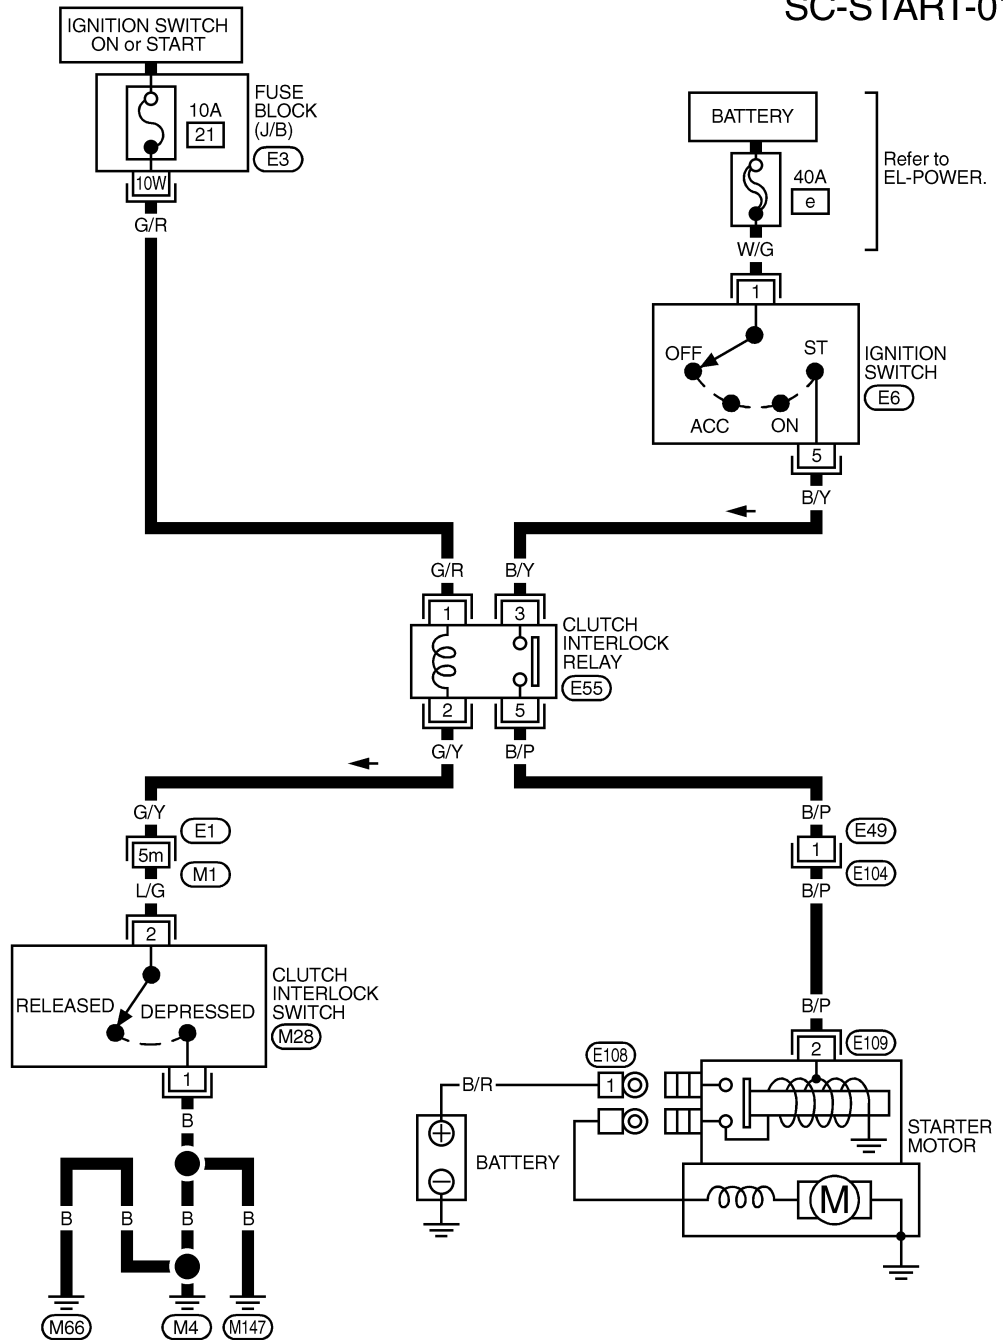 SC-START-01
IGNITION SWITCH
ON or START
10A
21
FUSE
BLOCK
(J/B)
E3
10W
G/R
BATTERY
40A
e
Refer to
EL-POWER.
W/G
1
OFF
ST
ACC
ON
IGNITION
SWITCH
E6
5
B/Y
G/R
B/Y
1
3
CLUTCH
INTERLOCK
RELAY
E55
2
5
G/Y
B/P
G/Y
E1
5m
M1
L/G
2
RELEASED
DEPRESSED
CLUTCH
INTERLOCK
SWITCH
M28
1
B
B
B
B
B
M66
M4
M147
B/P
E49
1
E104
B/P
B/P
2
E109
E108
B/R
1
BATTERY
STARTER
MOTOR
M